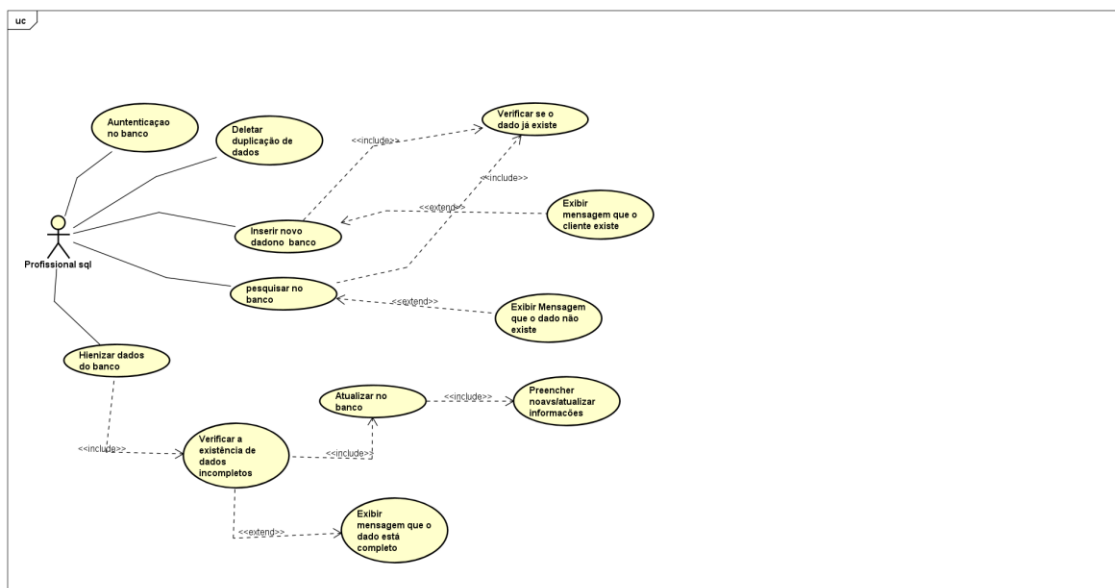 uc
Auntenticaçao
no banco
Deletar
duplicação de
dados
Verificar se o
dado já existe
<<include>>
<<include>>
Exibir
mensagem que o
cliente existe
<<extend>>
Inserir novo
dadono banco
Profissional sql
pesquisar no
banco
<<extend>>
Exibir Mensagem
que o dado não
existe
Hienizar dados
do banco
Atualizar no
banco
<<include>>
Preencher
noavs/atualizar
informacões
<<include>>
Verificar a
existência de
dados
incompletos
<<include>>
<<extend>>
Exibir
mensagem que o
dado está
completo